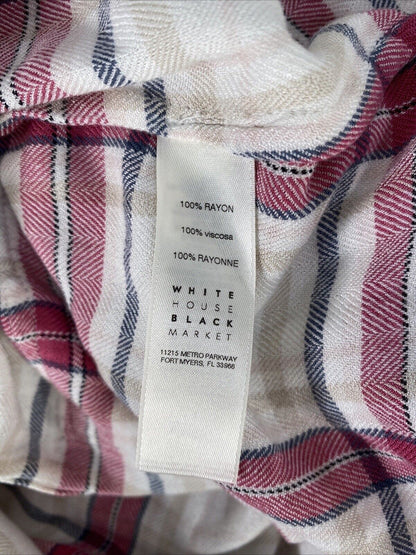 100% RAYON
100% viscosa
100% RAYONNE
WHITE
HOUSE
BLACK
MARKET
11215 METRO PARKWAY
FORT MYERS, FL 33966